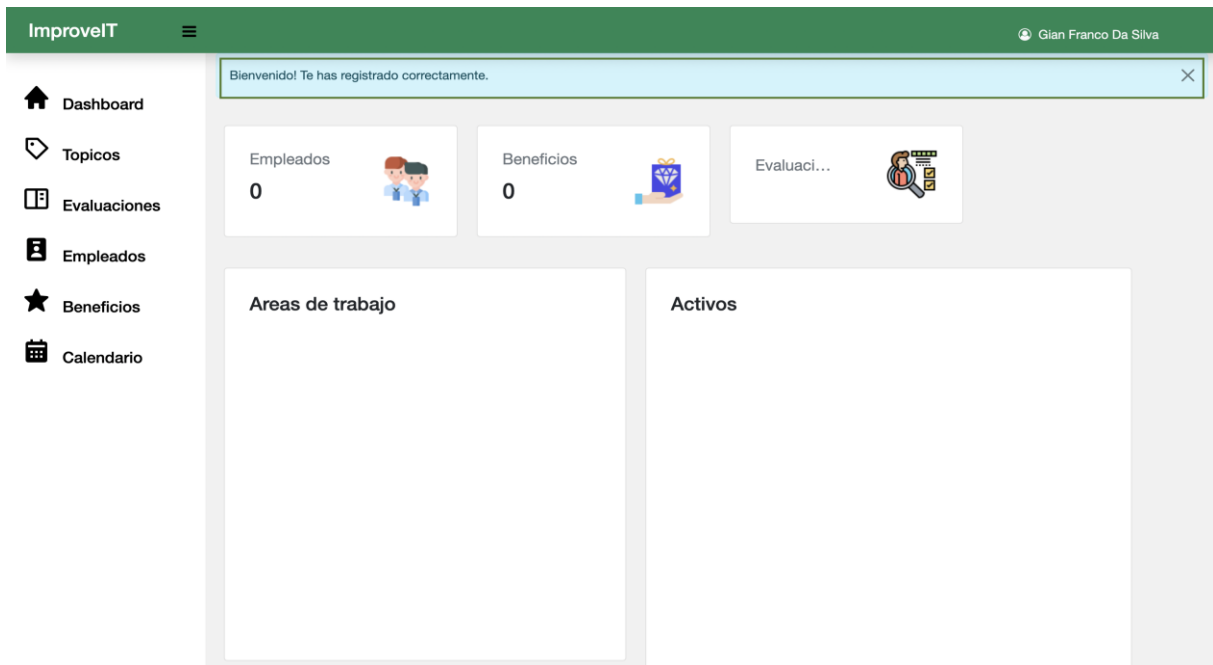 ImproveIT
Gian Franco Da Silva
Bienvenido! Te has registrado correctamente.
Dashboard
Topicos
Evaluaciones
Empleados
Beneficios
Calendario
Empleados
0
Beneficios
0
Evaluaci...
Areas de trabajo
Activos